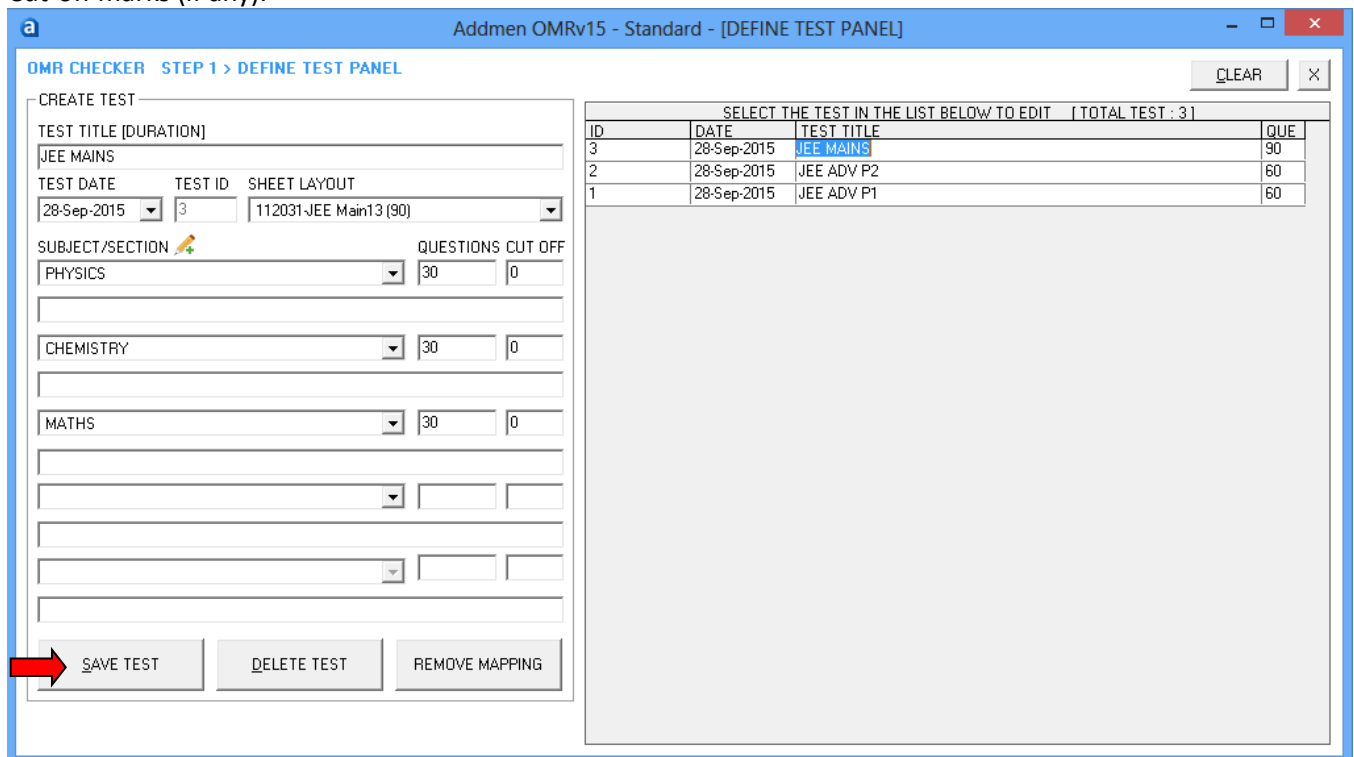 Addmen OMRv15 - Standard - [DEFINE TEST PANEL]
OMR CHECKER STEP 1 > DEFINE TEST PANEL
CLEAR X
CREATE TEST
TEST TITLE [DURATION]
JEE MAINS
TEST DATE TEST ID SHEET LAYOUT
28-Sep-2015 3 112031-JEE Main13 (90)
SUBJECT/SECTION QUESTIONS CUT OFF
PHYSICS 30 0
CHEMISTRY 30 0
MATHS 30 0
SAVE TEST DELETE TEST REMOVE MAPPING
SELECT THE TEST IN THE LIST BELOW TO EDIT [ TOTAL TEST : 3 ]
ID DATE TEST TITLE QUE
3 28-Sep-2015 JEE MAINS 90
2 28-Sep-2015 JEE ADV P2 60
1 28-Sep-2015 JEE ADV P1 60